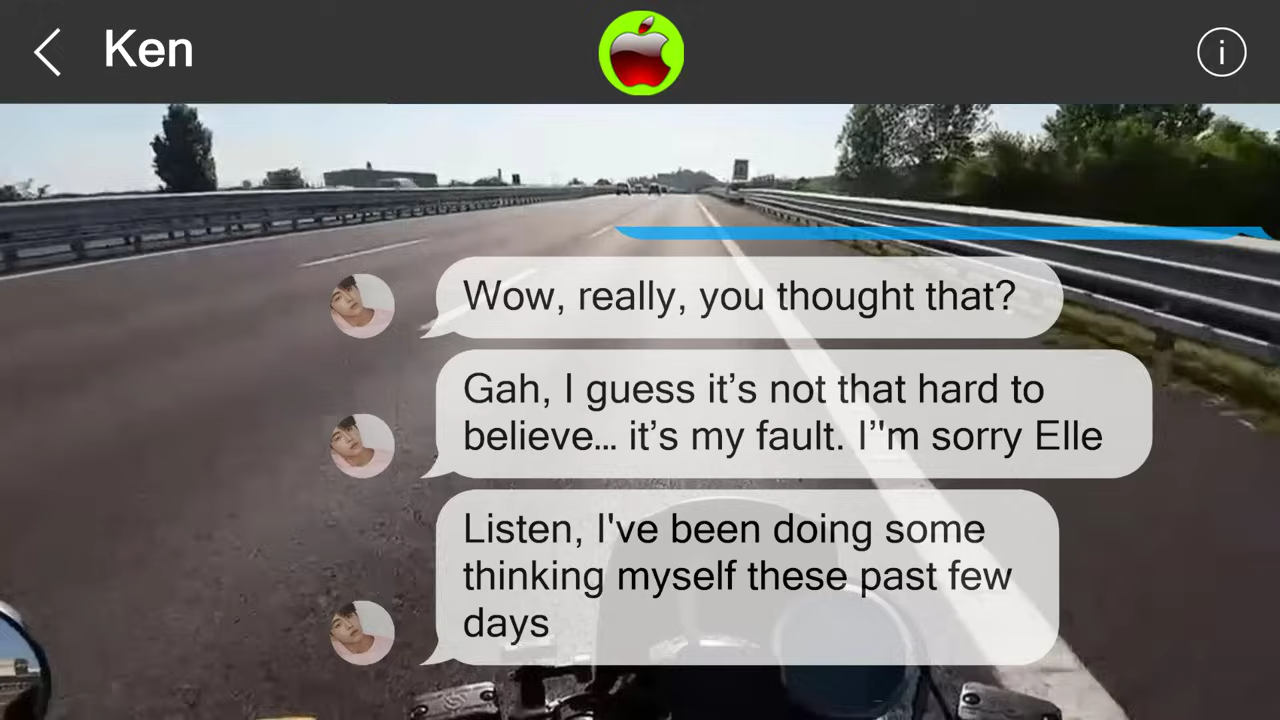 Ken
i
Wow, really, you thought that?
Gah, I guess it’s not that hard to
believe... it’s my fault. I’'m sorry Elle
Listen, I've been doing some
thinking myself these past few
days